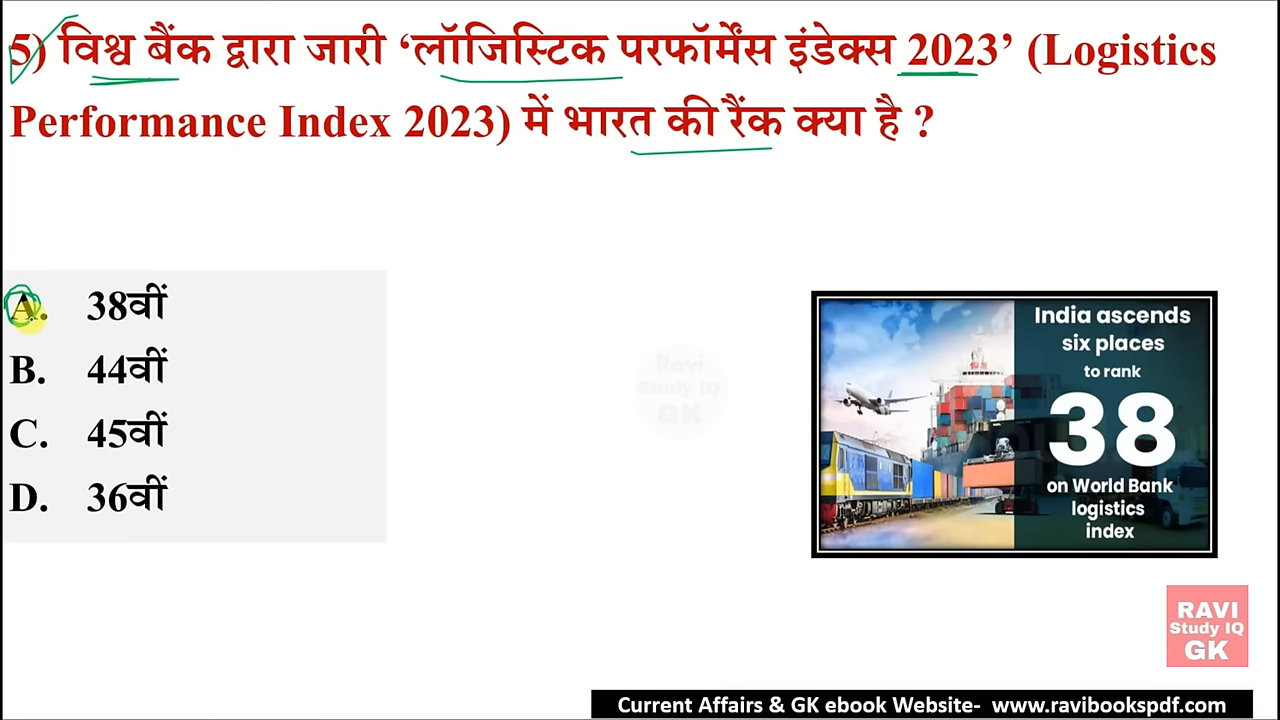 5) विश्व बैंक द्वारा जारी ‘लॉजिस्टिक परफॉर्मेंस इंडेक्स 2023’ (Logistics
Performance Index 2023) में भारत की रैंक क्या है ?
A. 38वीं
B. 44वीं
C. 45वीं
D. 36वीं
India ascends
six places
to rank
38
on World Bank
logistics
index
Ravi
Study IQ
GK
RAVI
Study IQ
GK
Current Affairs & GK ebook Website- www.ravibookspdf.com